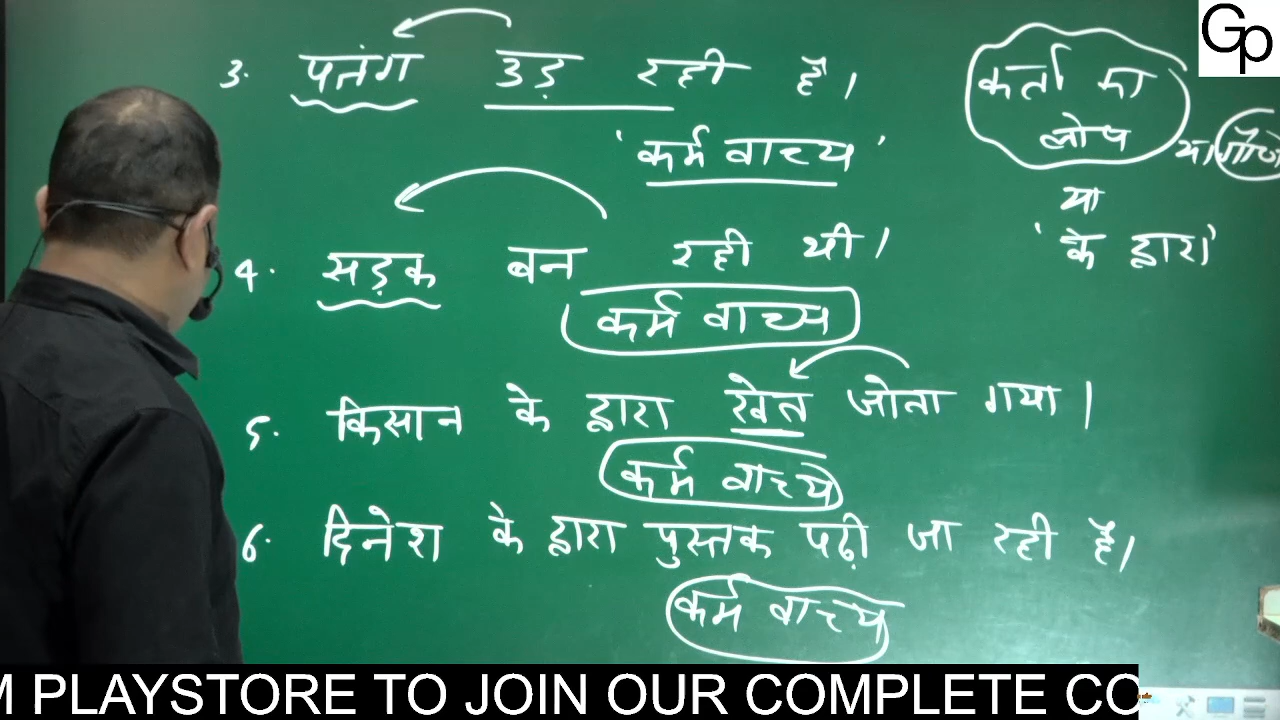 Gp
3. पतंग उड़ रही है।
'कर्म वाच्य'
कर्ता का
लोप या गौण
या
'के द्वारा'
4. सड़क बन रही थी।
कर्म वाच्य
5. किसान के द्वारा खेत जोता गया।
कर्म वाच्य
6. दिनेश के द्वारा पुस्तक पढ़ी जा रही है।
कर्म वाच्य
M PLAYSTORE TO JOIN OUR COMPLETE CO